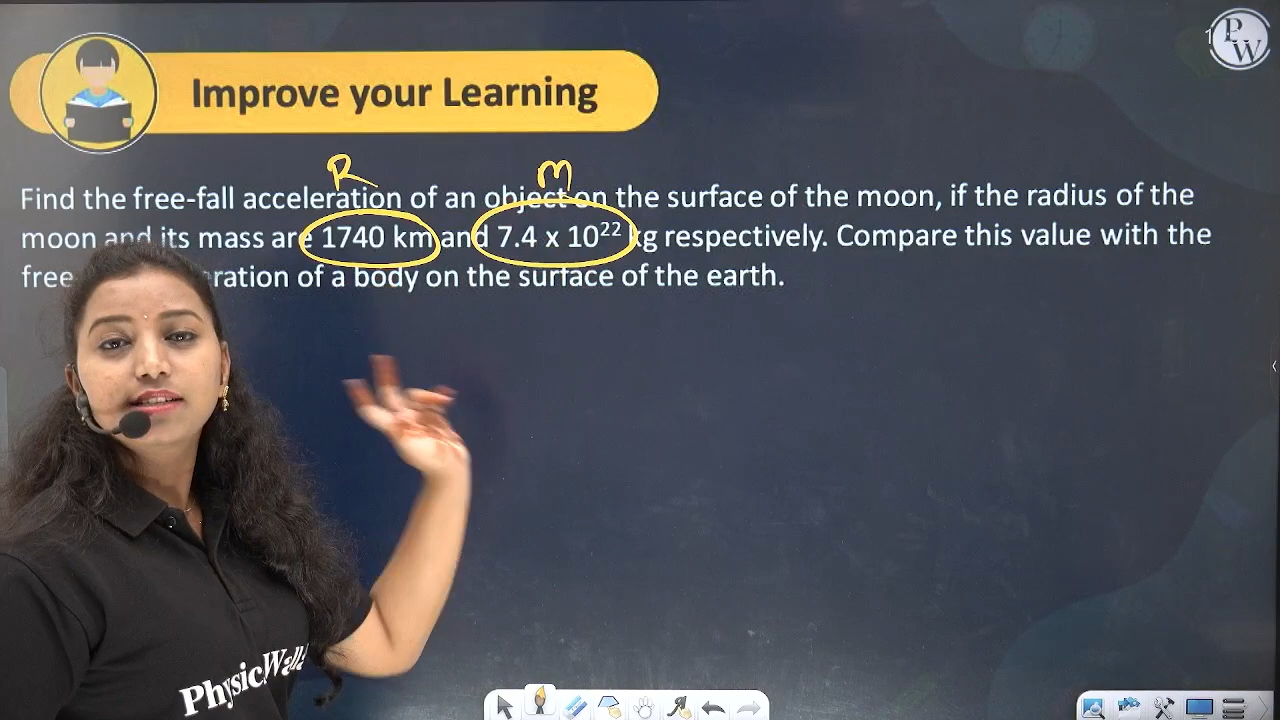 P
W
Improve your Learning
R
m
Find the free-fall acceleration of an object on the surface of the moon, if the radius of the
moon and its mass are 1740 km and 7.4 x 10²² kg respectively. Compare this value with the
free ration of a body on the surface of the earth.
Physics Wallah